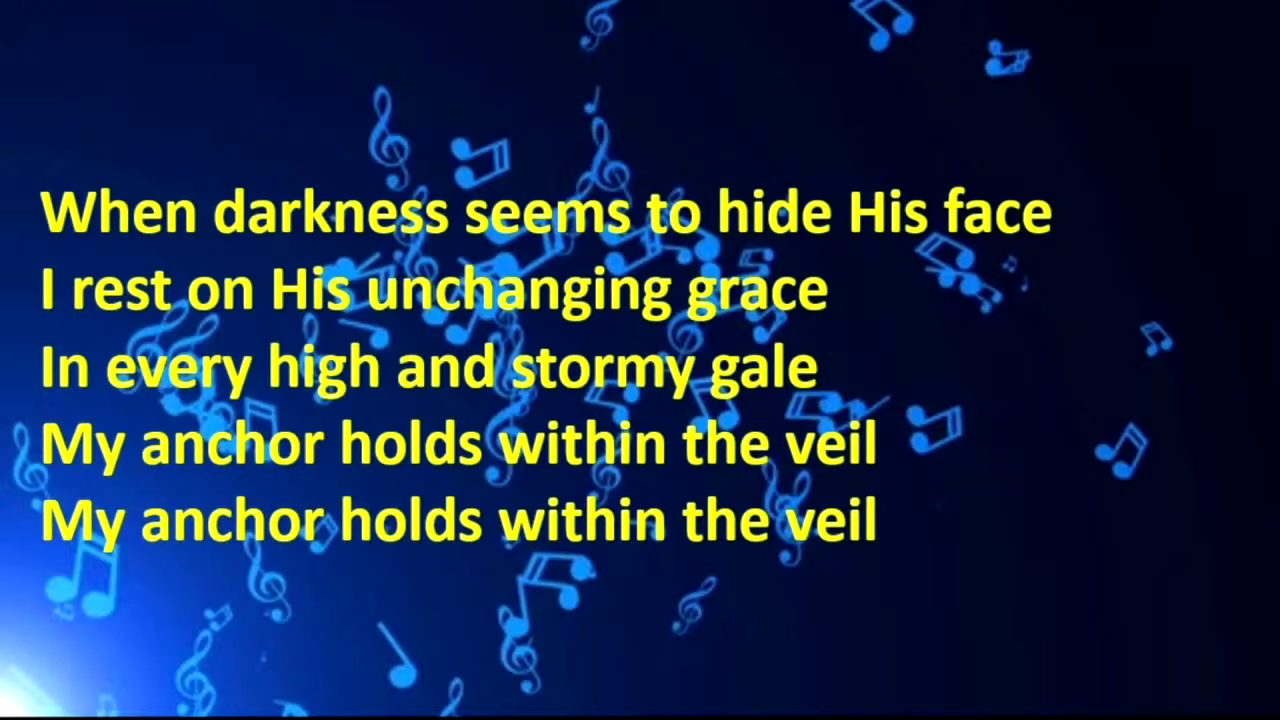 When darkness seems to hide His face
I rest on His unchanging grace
In every high and stormy gale
My anchor holds within the veil
My anchor holds within the veil